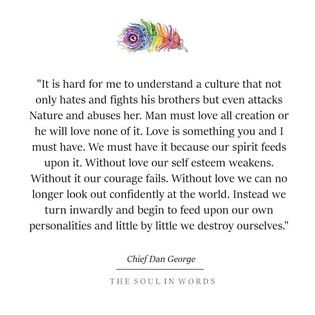 "It is hard for me to understand a culture that not
only hates and fights his brothers but even attacks
Nature and abuses her. Man must love all creation or
he will love none of it. Love is something you and I
must have. We must have it because our spirit feeds
upon it. Without love our self esteem weakens.
Without it our courage fails. Without love we can no
longer look out confidently at the world. Instead we
turn inwardly and begin to feed upon our own
personalities and little by little we destroy ourselves."
Chief Dan George
THE SOUL IN WORDS